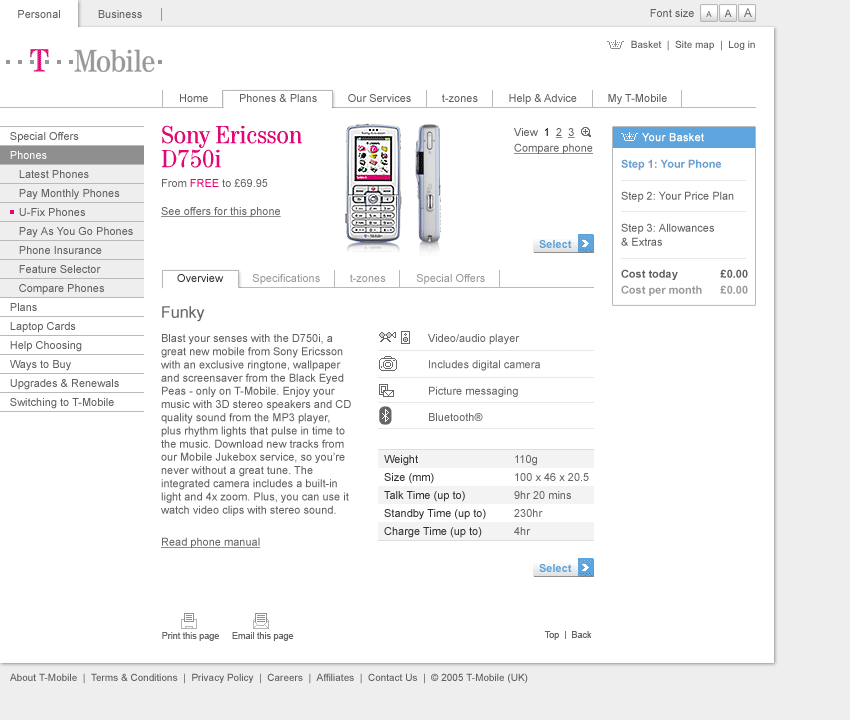 Personal
Business
Font size A A A
Basket | Site map | Log in
T-Mobile
Home
Phones & Plans
Our Services
t-zones
Help & Advice
My T-Mobile
Special Offers
Phones
Latest Phones
Pay Monthly Phones
U-Fix Phones
Pay As You Go Phones
Phone Insurance
Feature Selector
Compare Phones
Plans
Laptop Cards
Help Choosing
Ways to Buy
Upgrades & Renewals
Switching to T-Mobile
Sony Ericsson
D750i
From FREE to £69.95
See offers for this phone
View 1 2 3
Compare phone
Select
Overview
Specifications
t-zones
Special Offers
Funky
Blast your senses with the D750i, a
great new mobile from Sony Ericsson
with an exclusive ringtone, wallpaper
and screensaver from the Black Eyed
Peas - only on T-Mobile. Enjoy your
music with 3D stereo speakers and CD
quality sound from the MP3 player,
plus rhythm lights that pulse in time to
the music. Download new tracks from
our Mobile Jukebox service, so you're
never without a great tune. The
integrated camera includes a built-in
light and 4x zoom. Plus, you can use it
watch video clips with stereo sound.
Read phone manual
Video/audio player
Includes digital camera
Picture messaging
Bluetooth®
Weight 110g
Size (mm) 100 x 46 x 20.5
Talk Time (up to) 9hr 20 mins
Standby Time (up to) 230hr
Charge Time (up to) 4hr
Select
Your Basket
Step 1: Your Phone
Step 2: Your Price Plan
Step 3: Allowances
& Extras
Cost today £0.00
Cost per month £0.00
Print this page
Email this page
Top | Back
About T-Mobile | Terms & Conditions | Privacy Policy | Careers | Affiliates | Contact Us | © 2005 T-Mobile (UK)